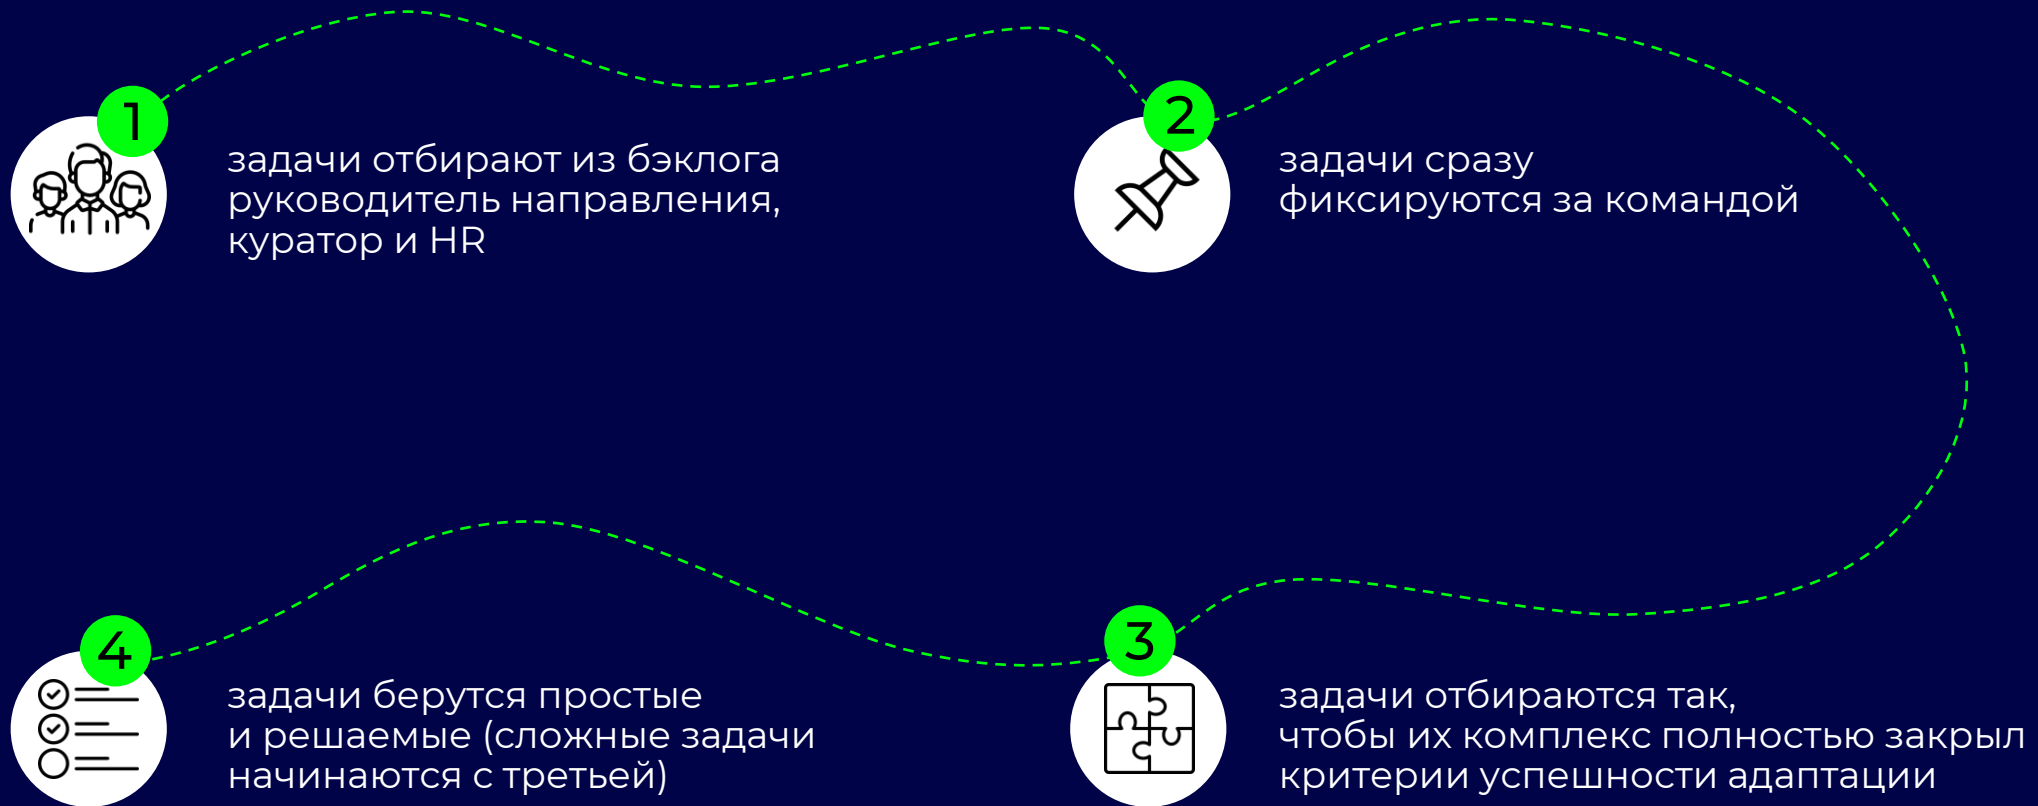 1
задачи отбирают из бэклога
руководитель направления,
куратор и HR
2
задачи сразу
фиксируются за командой
3
задачи отбираются так,
чтобы их комплекс полностью закрыл
критерии успешности адаптации
4
задачи берутся простые
и решаемые (сложные задачи
начинаются с третьей)